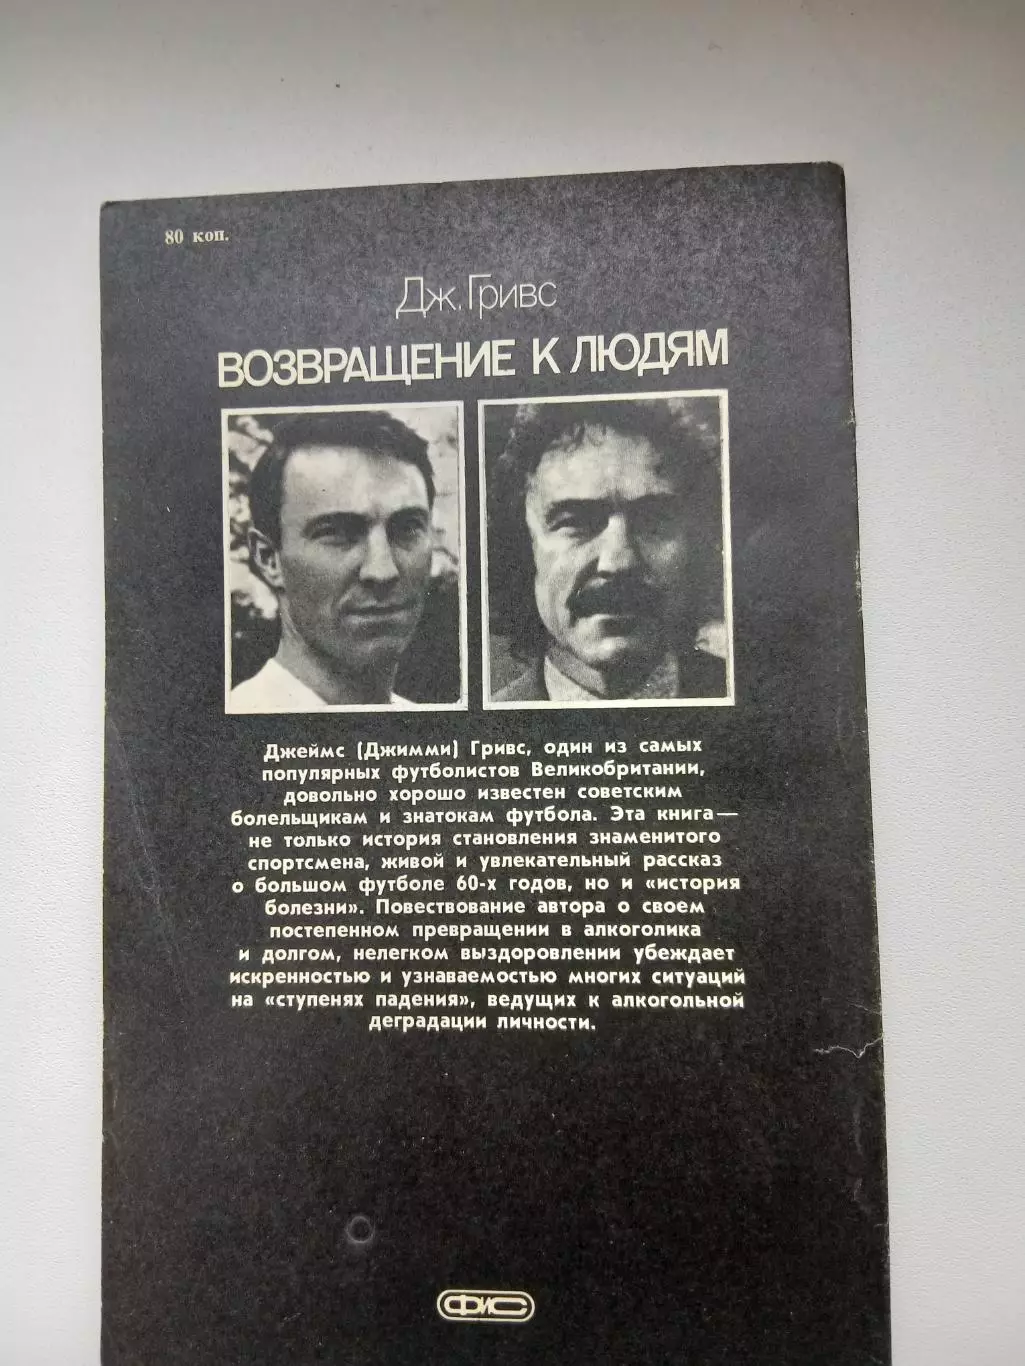 80 коп.
Дж. Гривс
ВОЗВРАЩЕНИЕ К ЛЮДЯМ
Джеймс (Джимми) Гривс, один из самых
популярных футболистов Великобритании,
довольно хорошо известен советским
болельщикам и знатокам футбола. Эта книга —
не только история становления знаменитого
спортсмена, живой и увлекательный рассказ
о большом футболе 60-х годов, но и «история
болезни». Повествование автора о своем
постепенном превращении в алкоголика
и долгом, нелегком выздоровлении убеждает
искренностью и узнаваемостью многих ситуаций
на «ступенях падения», ведущих к алкогольной
деградации личности.
ФиС